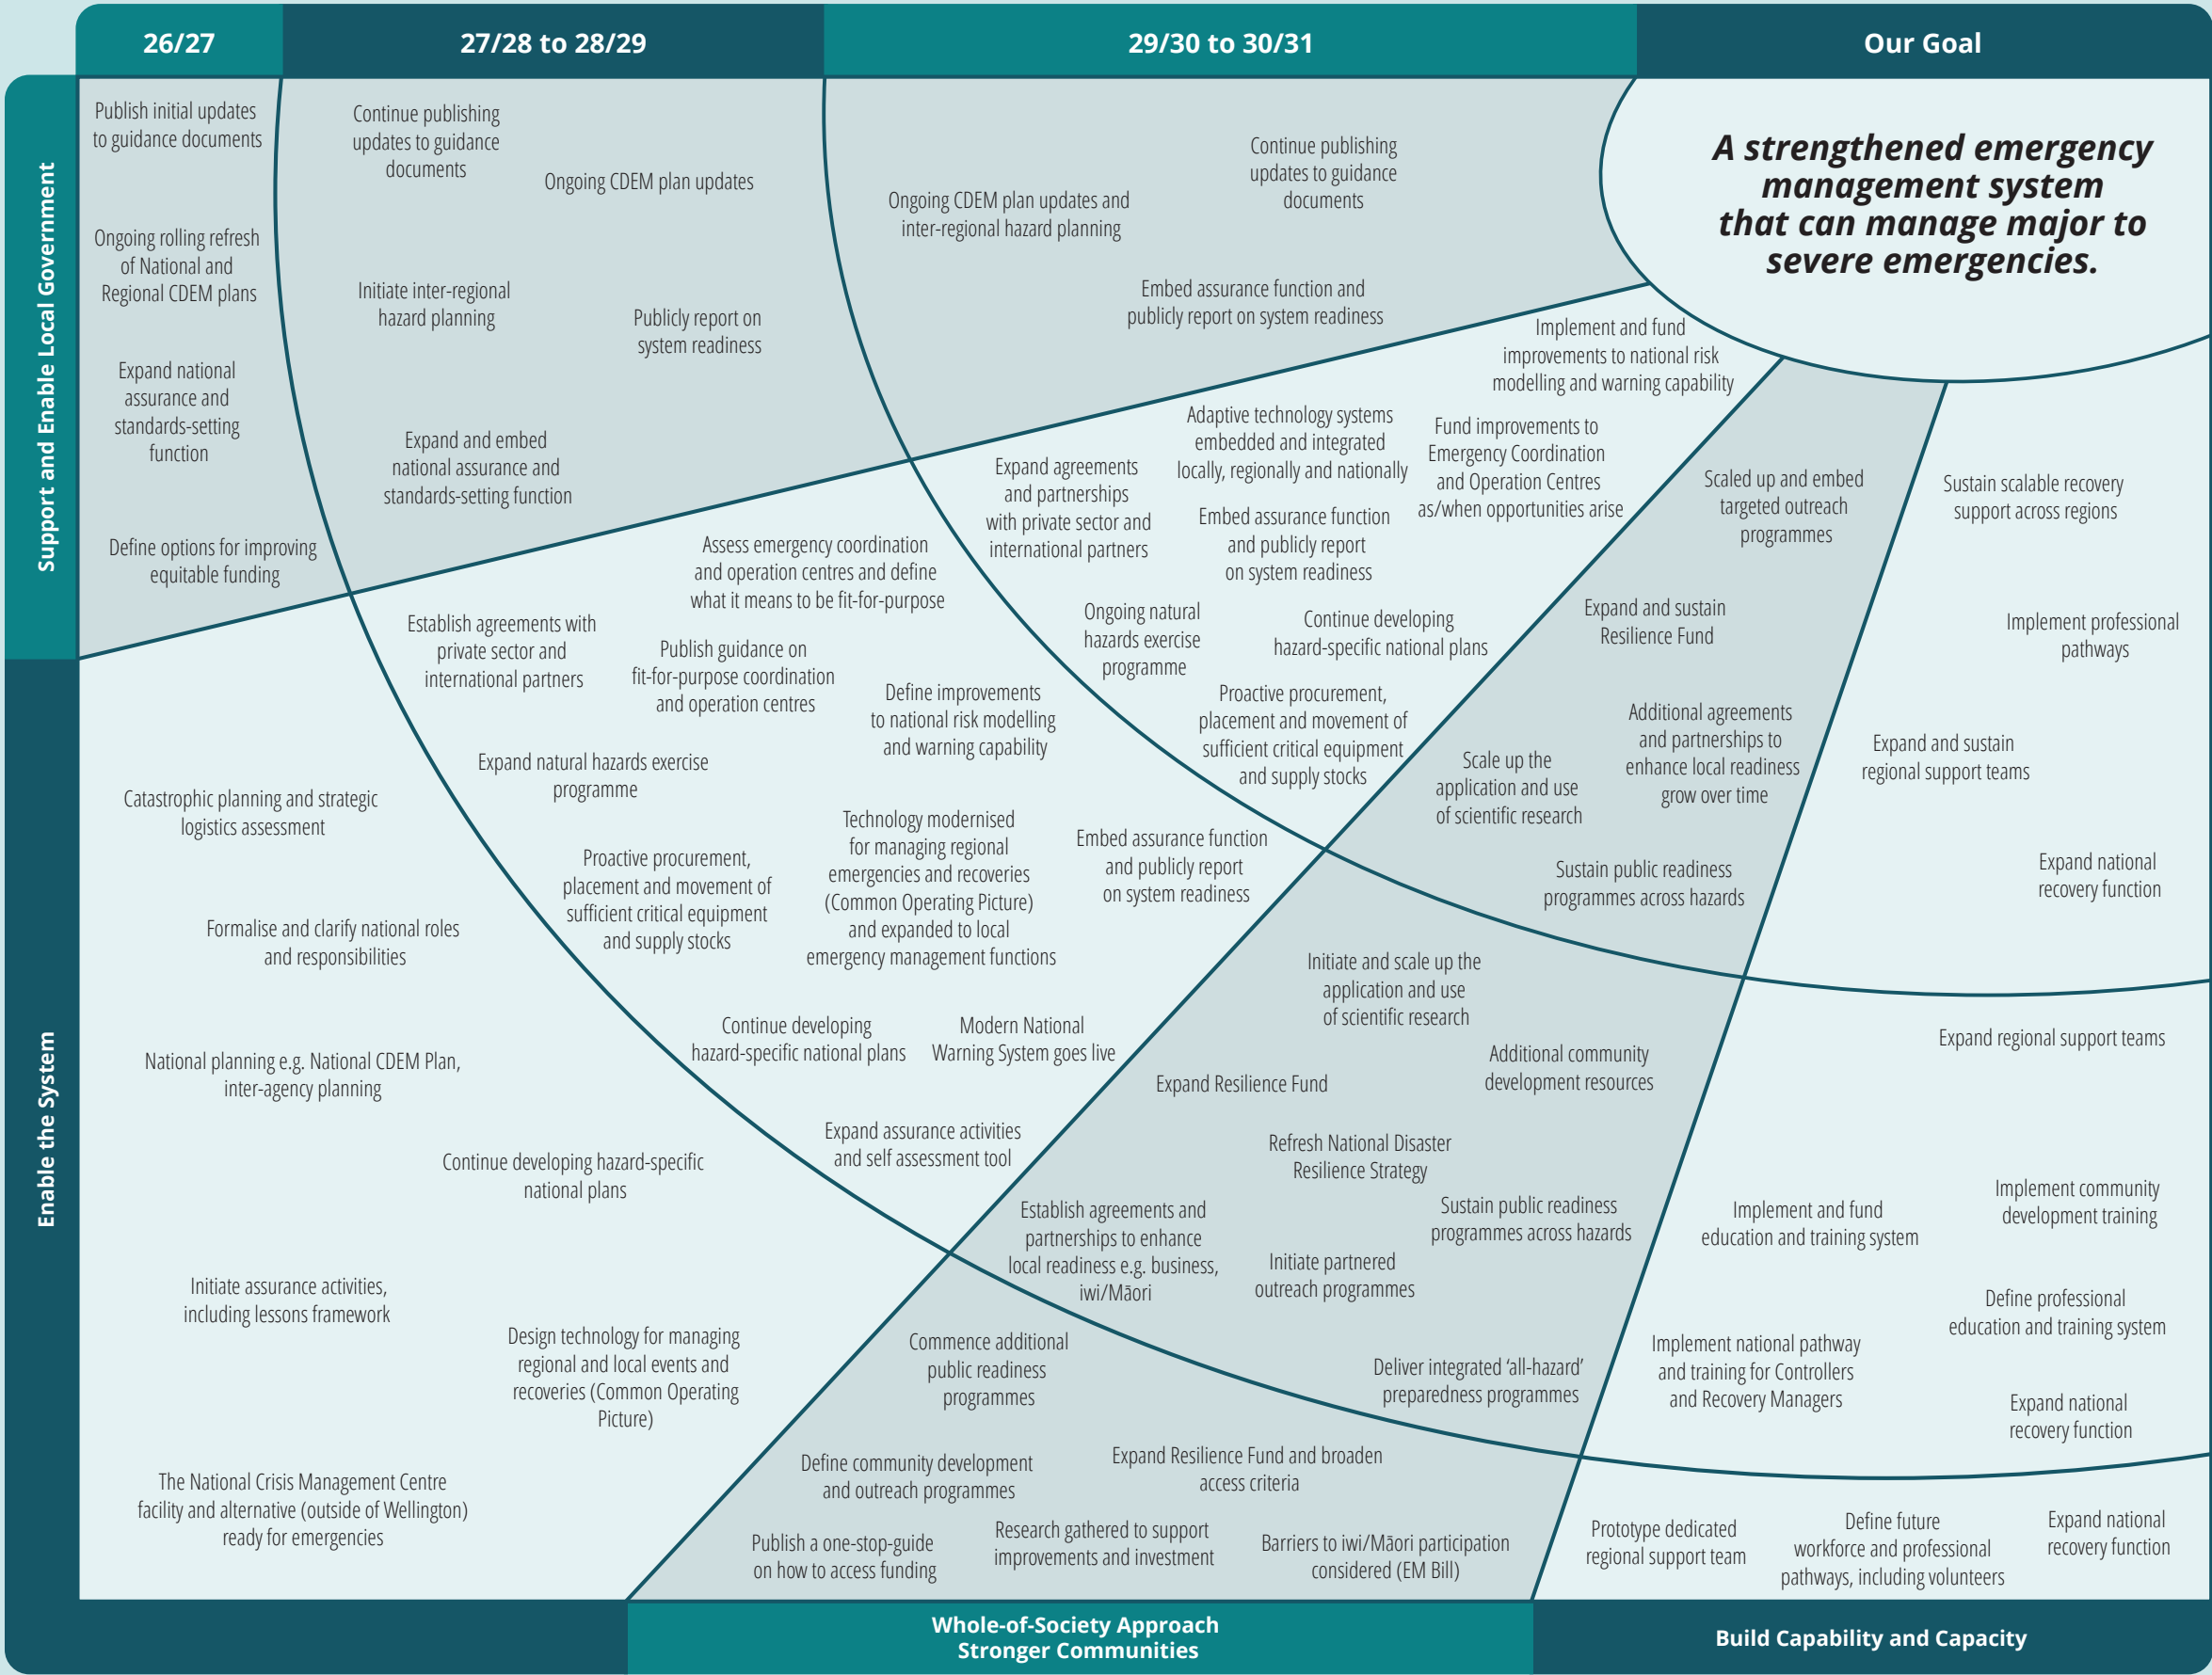 26/27
27/28 to 28/29
29/30 to 30/31
Our Goal
Support and Enable Local Government
Publish initial updates
to guidance documents
Ongoing rolling refresh
of National and
Regional CDEM plans
Expand national
assurance and
standards-setting
function
Define options for improving
equitable funding
Continue publishing
updates to guidance
documents
Ongoing CDEM plan updates
Initiate inter-regional
hazard planning
Publicly report on
system readiness
Expand and embed
national assurance and
standards-setting function
Continue publishing
updates to guidance
documents
Ongoing CDEM plan updates and
inter-regional hazard planning
Embed assurance function and
publicly report on system readiness
A strengthened emergency
management system
that can manage major to
severe emergencies.
Enable the System
Catastrophic planning and strategic
logistics assessment
Formalise and clarify national roles
and responsibilities
National planning e.g. National CDEM Plan,
inter-agency planning
Continue developing hazard-specific
national plans
Initiate assurance activities,
including lessons framework
Design technology for managing
regional and local events and
recoveries (Common Operating
Picture)
The National Crisis Management Centre
facility and alternative (outside of Wellington)
ready for emergencies
Assess emergency coordination
and operation centres and define
what it means to be fit-for-purpose
Establish agreements with
private sector and
international partners
Publish guidance on
fit-for-purpose coordination
and operation centres
Define improvements
to national risk modelling
and warning capability
Expand natural hazards exercise
programme
Proactive procurement,
placement and movement of
sufficient critical equipment
and supply stocks
Technology modernised
for managing regional
emergencies and recoveries
(Common Operating Picture)
and expanded to local
emergency management functions
Embed assurance function
and publicly report
on system readiness
Continue developing
hazard-specific national plans
Modern National
Warning System goes live
Expand assurance activities
and self assessment tool
Implement and fund
improvements to national risk
modelling and warning capability
Adaptive technology systems
embedded and integrated
locally, regionally and nationally
Fund improvements to
Emergency Coordination
and Operation Centres
as/when opportunities arise
Expand agreements
and partnerships
with private sector and
international partners
Embed assurance function
and publicly report
on system readiness
Ongoing natural
hazards exercise
programme
Continue developing
hazard-specific national plans
Proactive procurement,
placement and movement of
sufficient critical equipment
and supply stocks
Scaled up and embed
targeted outreach
programmes
Expand and sustain
Resilience Fund
Additional agreements
and partnerships to
enhance local readiness
grow over time
Scale up the
application and use
of scientific research
Sustain public readiness
programmes across hazards
Initiate and scale up the
application and use
of scientific research
Additional community
development resources
Expand Resilience Fund
Refresh National Disaster
Resilience Strategy
Establish agreements and
partnerships to enhance
local readiness e.g. business,
iwi/Māori
Sustain public readiness
programmes across hazards
Initiate partnered
outreach programmes
Deliver integrated ‘all-hazard’
preparedness programmes
Commence additional
public readiness
programmes
Define community development
and outreach programmes
Expand Resilience Fund and broaden
access criteria
Publish a one-stop-guide
on how to access funding
Research gathered to support
improvements and investment
Barriers to iwi/Māori participation
considered (EM Bill)
Sustain scalable recovery
support across regions
Implement professional
pathways
Expand and sustain
regional support teams
Expand national
recovery function
Expand regional support teams
Implement community
development training
Implement and fund
education and training system
Define professional
education and training system
Implement national pathway
and training for Controllers
and Recovery Managers
Expand national
recovery function
Prototype dedicated
regional support team
Define future
workforce and professional
pathways, including volunteers
Expand national
recovery function
Whole-of-Society Approach
Stronger Communities
Build Capability and Capacity